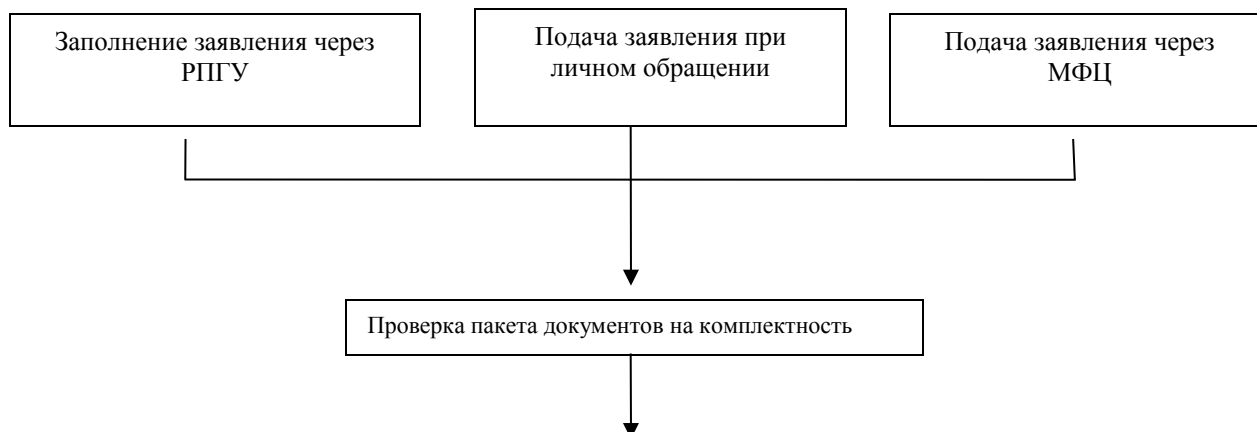 Заполнение заявления через
РПГУ
Подача заявления при
личном обращении
Подача заявления через
МФЦ
Проверка пакета документов на комплектность